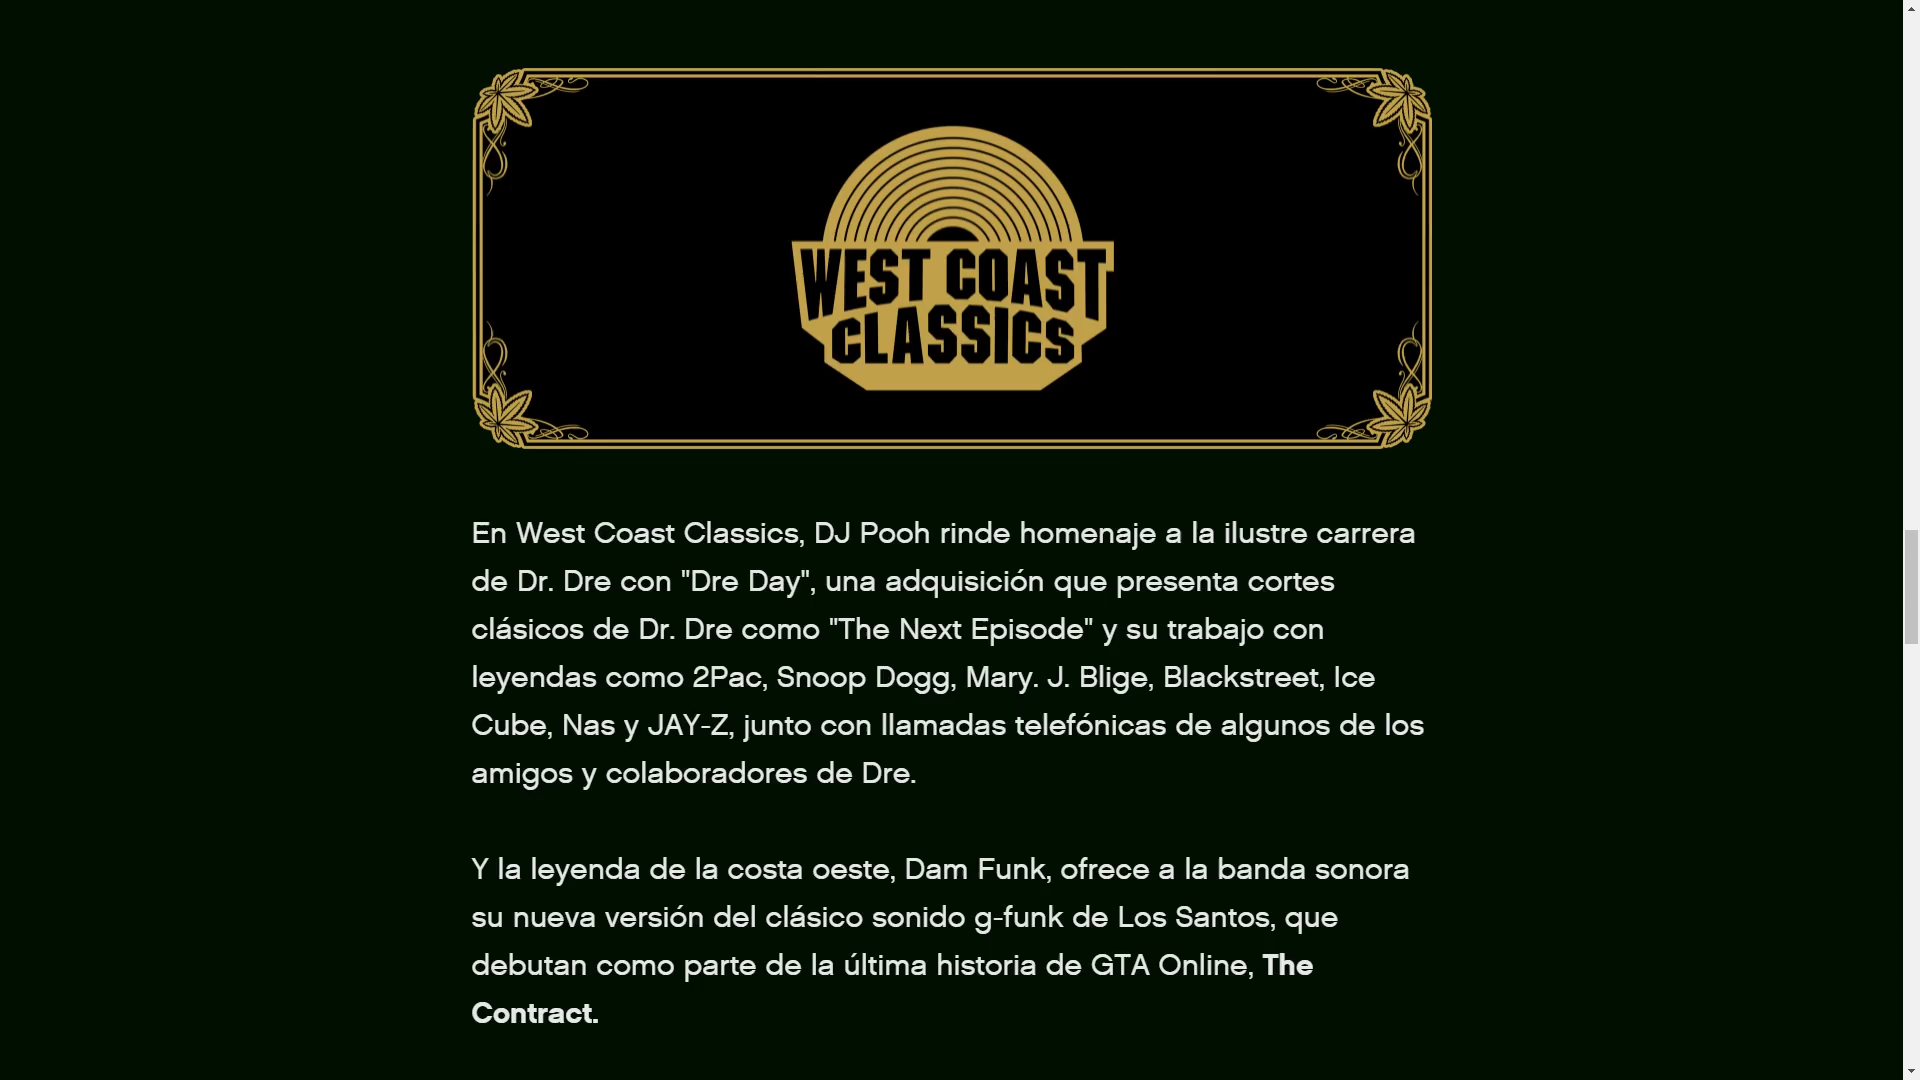 WEST COAST
CLASSICS
En West Coast Classics, DJ Pooh rinde homenaje a la ilustre carrera
de Dr. Dre con "Dre Day", una adquisición que presenta cortes
clásicos de Dr. Dre como "The Next Episode" y su trabajo con
leyendas como 2Pac, Snoop Dogg, Mary. J. Blige, Blackstreet, Ice
Cube, Nas y JAY-Z, junto con llamadas telefónicas de algunos de los
amigos y colaboradores de Dre.
Y la leyenda de la costa oeste, Dam Funk, ofrece a la banda sonora
su nueva versión del clásico sonido g-funk de Los Santos, que
debutan como parte de la última historia de GTA Online, The
Contract.